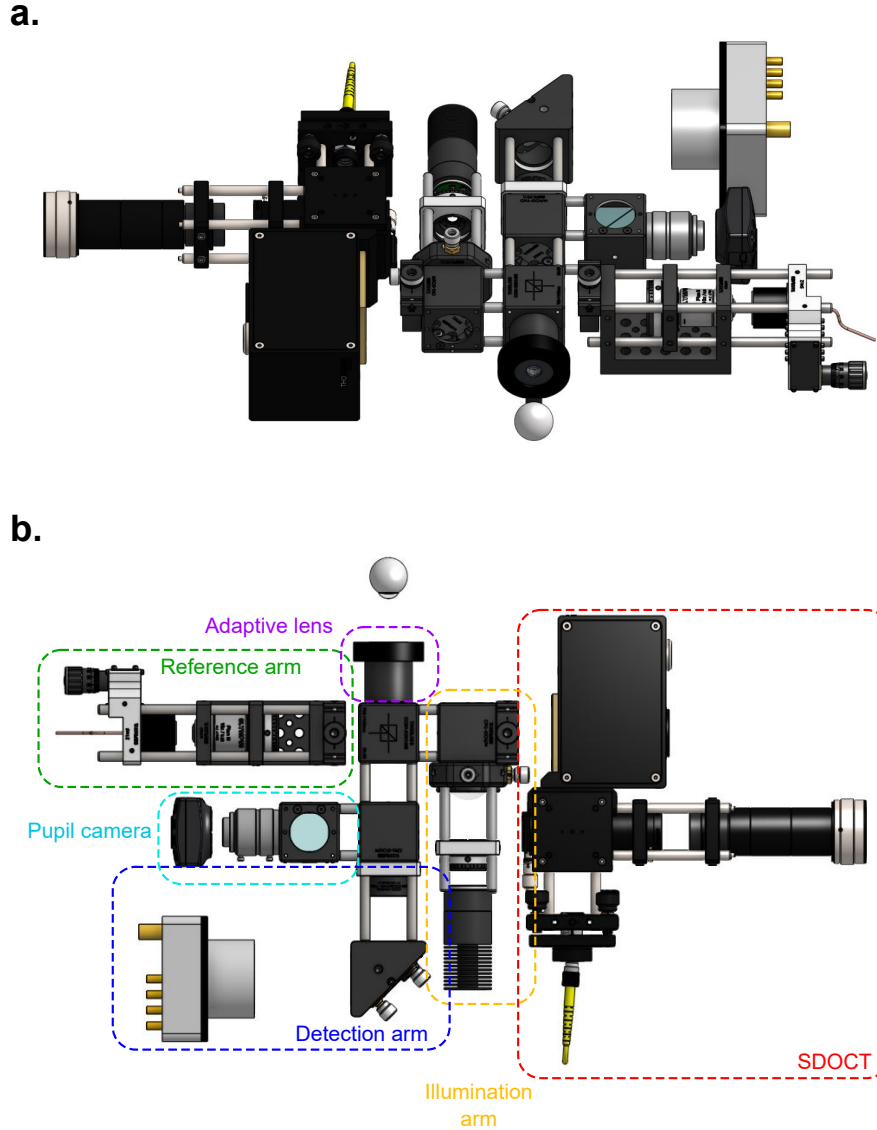 a.
b.
Adaptive lens
Reference arm
Pupil camera
Detection arm
SDOCT
Illumination
arm